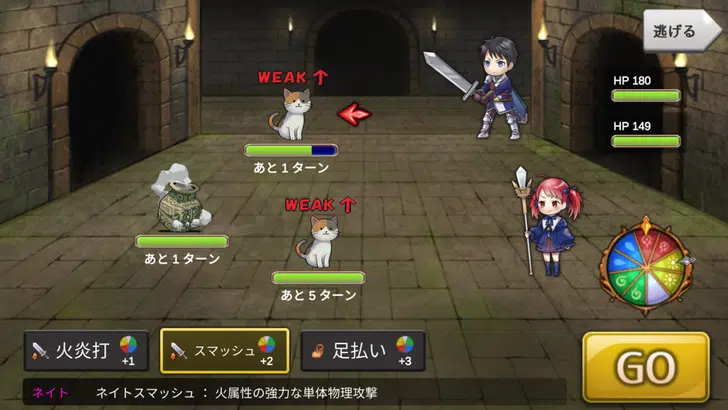 逃げる
WEAK ↑
HP 180
HP 149
あと1ターン
WEAK ↑
あと1ターン
あと5ターン
火炎打 +1
スマッシュ +2
足払い +3
GO
ネイト ネイトスマッシュ : 火属性の強力な単体物理攻撃